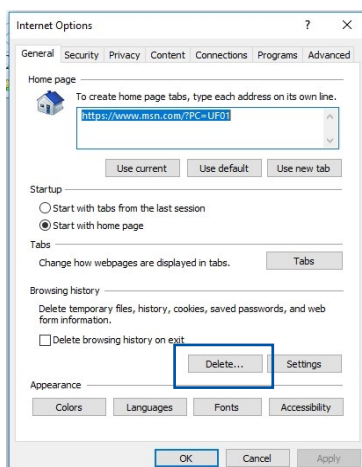 Internet Options ? X
General Security Privacy Content Connections Programs Advanced
Home page
To create home page tabs, type each address on its own line.
https://www.msn.com/?PC=UF01
Use current Use default Use new tab
Startup
Start with tabs from the last session
Start with home page
Tabs
Change how webpages are displayed in tabs. Tabs
Browsing history
Delete temporary files, history, cookies, saved passwords, and web
form information.
Delete browsing history on exit
Delete... Settings
Appearance
Colors Languages Fonts Accessibility
OK Cancel Apply